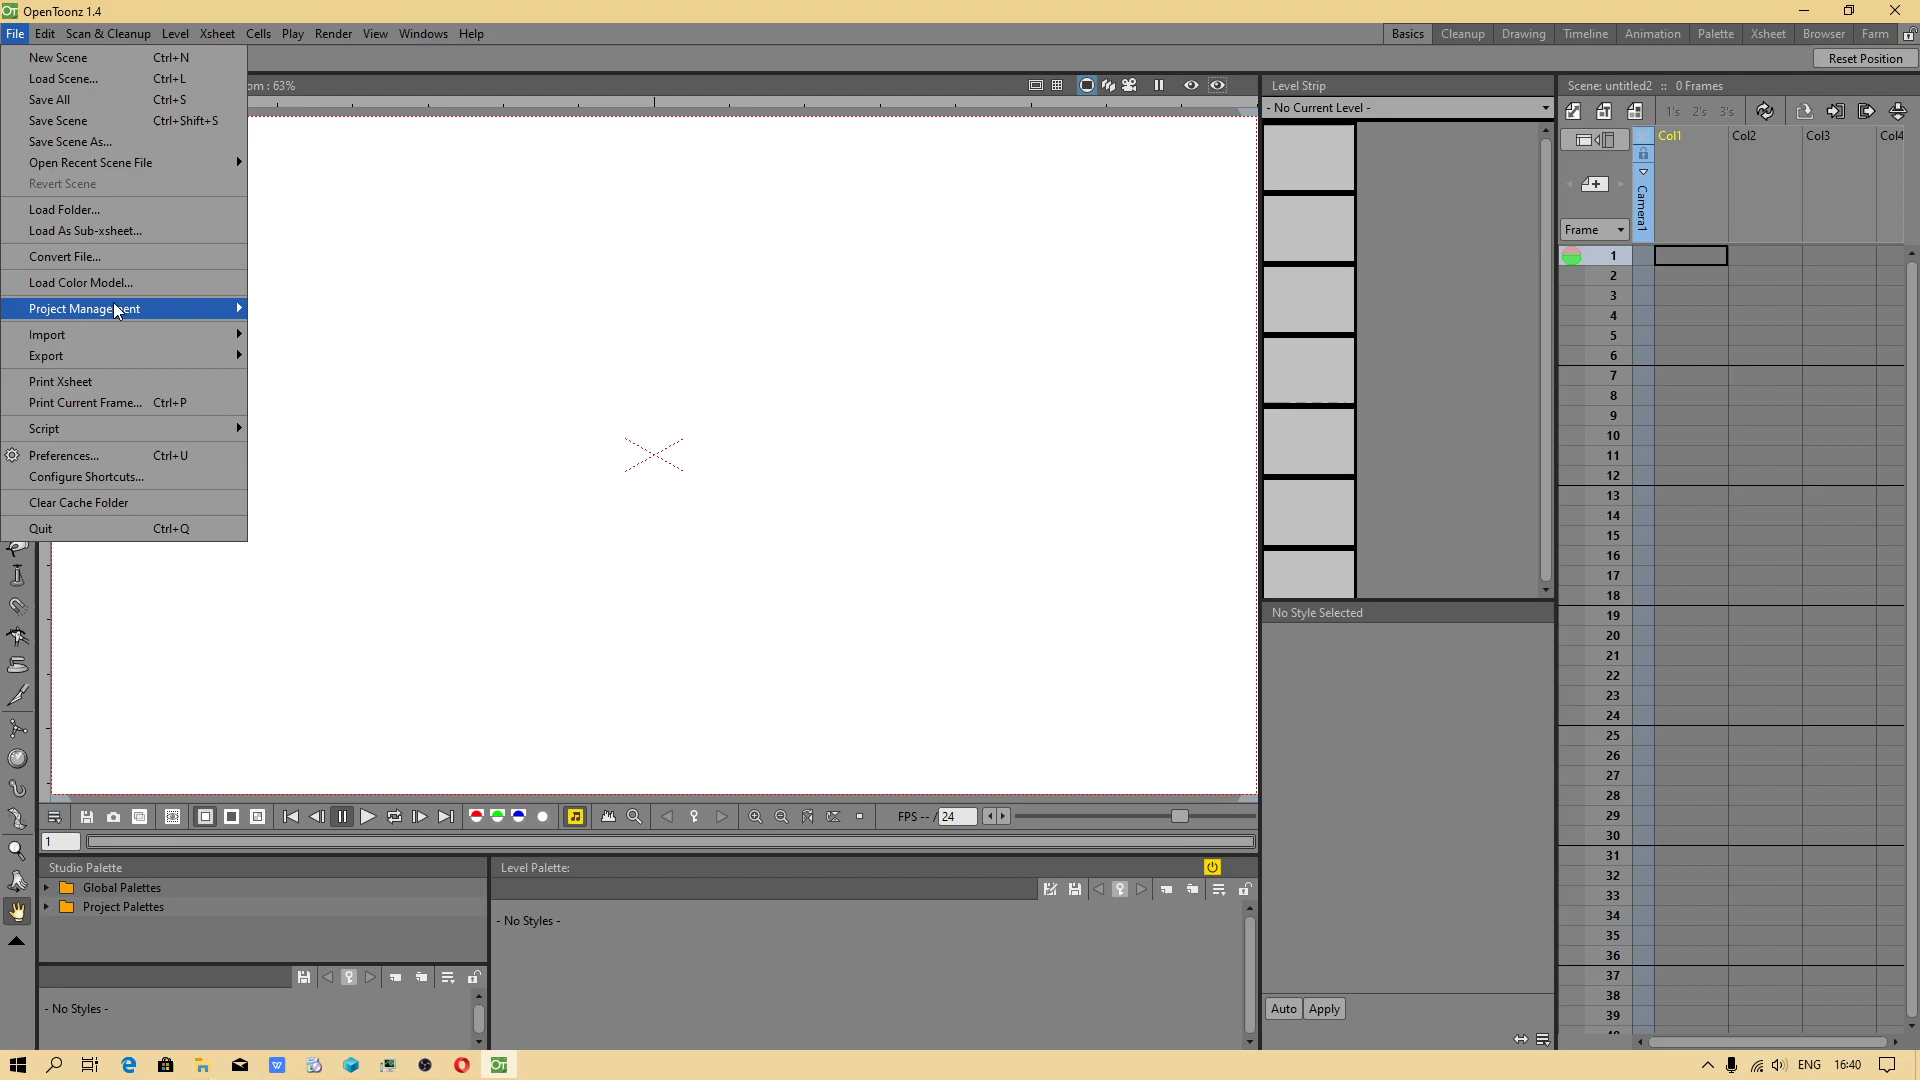 OpenToonz 1.4
File Edit Scan & Cleanup Level Xsheet Cells Play Render View Windows Help
Basics Cleanup Drawing Timeline Animation Palette Xsheet Browser Farm
Reset Position
New Scene Ctrl+N
Load Scene... Ctrl+L
Save All Ctrl+S
Save Scene Ctrl+Shift+S
Save Scene As...
Open Recent Scene File
Revert Scene
Load Folder...
Load As Sub-xsheet...
Convert File...
Load Color Model...
Project Management
Import
Export
Print Xsheet
Print Current Frame... Ctrl+P
Script
Preferences... Ctrl+U
Configure Shortcuts...
Clear Cache Folder
Quit Ctrl+Q
om : 63%
Level Strip
- No Current Level -
No Style Selected
Auto Apply
Scene: untitled2 :: 0 Frames
1's 2's 3's
Col1 Col2 Col3 Col4
Camera1
Frame
1
2
3
4
5
6
7
8
9
10
11
12
13
14
15
16
17
18
19
20
21
22
23
24
25
26
27
28
29
30
31
32
33
34
35
36
37
38
39
40
FPS -- / 24
1
Studio Palette
Global Palettes
Project Palettes
- No Styles -
Level Palette:
- No Styles -
ENG 16:40